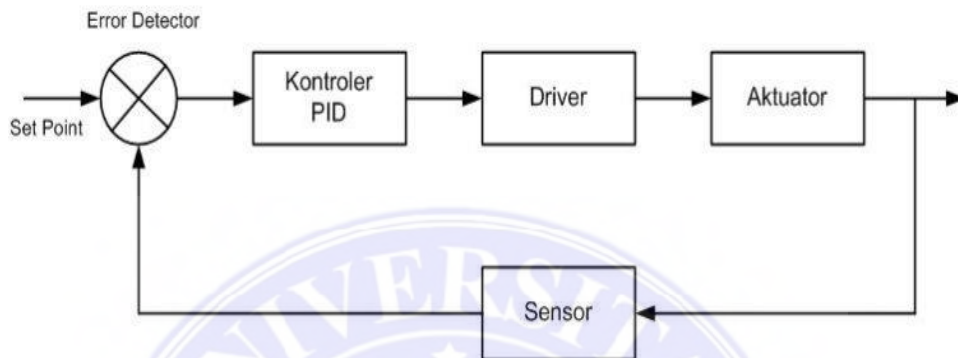 Error Detector
Set Point
Kontroler
PID
Driver
Aktuator
Sensor